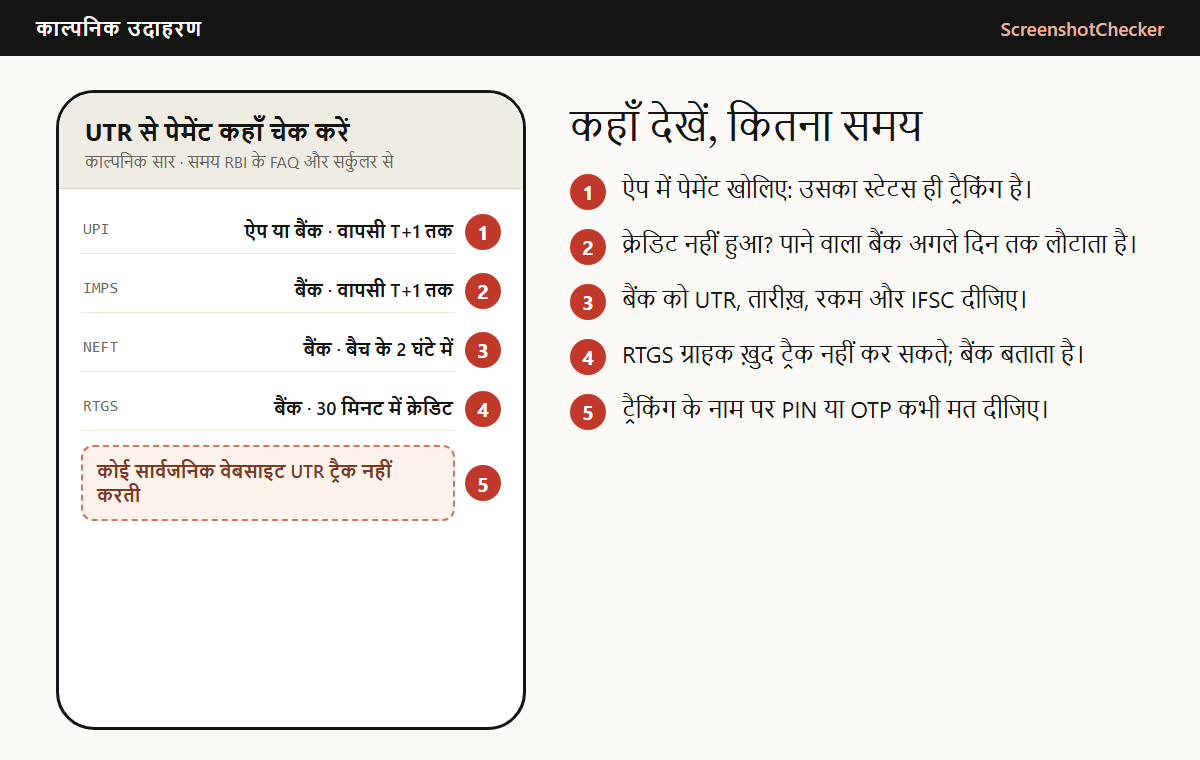 काल्पनिक उदाहरण
ScreenshotChecker
UTR से पेमेंट कहाँ चेक करें
काल्पनिक सार · समय RBI के FAQ और सर्कुलर से
UPI ऐप या बैंक · वापसी T+1 तक 1
IMPS बैंक · वापसी T+1 तक 2
NEFT बैंक · बैच के 2 घंटे में 3
RTGS बैंक · 30 मिनट में क्रेडिट 4
कोई सार्वजनिक वेबसाइट UTR ट्रैक नहीं
करती
5
कहाँ देखें, कितना समय
1 ऐप में पेमेंट खोलिए: उसका स्टेटस ही ट्रैकिंग है।
2 क्रेडिट नहीं हुआ? पाने वाला बैंक अगले दिन तक लौटाता है।
3 बैंक को UTR, तारीख़, रकम और IFSC दीजिए।
4 RTGS ग्राहक ख़ुद ट्रैक नहीं कर सकते; बैंक बताता है।
5 ट्रैकिंग के नाम पर PIN या OTP कभी मत दीजिए।